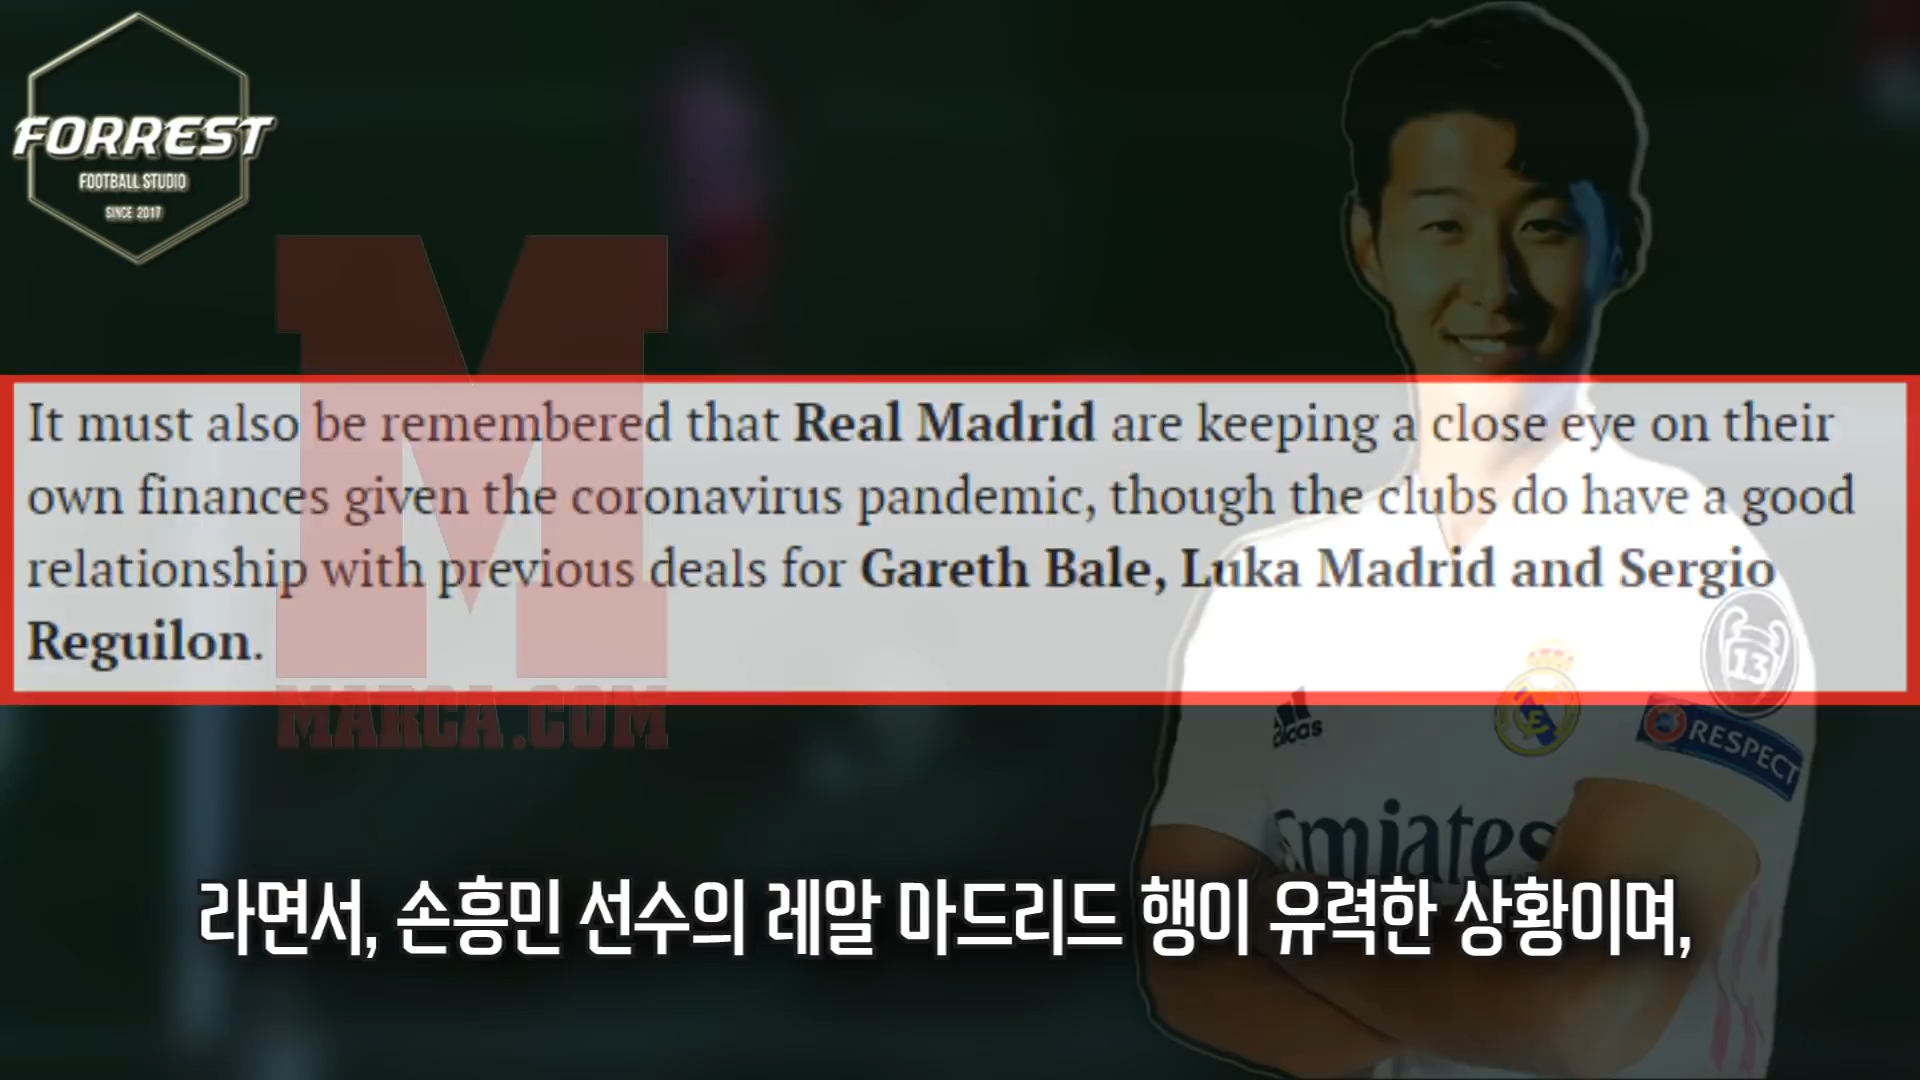 FORREST
FOOTBALL STUDIO
SINCE 2017
It must also be remembered that Real Madrid are keeping a close eye on their
own finances given the coronavirus pandemic, though the clubs do have a good
relationship with previous deals for Gareth Bale, Luka Madrid and Sergio
Reguilon.
MARCA.COM
13
adidas
RESPECT
Emirates
라면서, 손흥민 선수의 레알 마드리드 행이 유력한 상황이며,